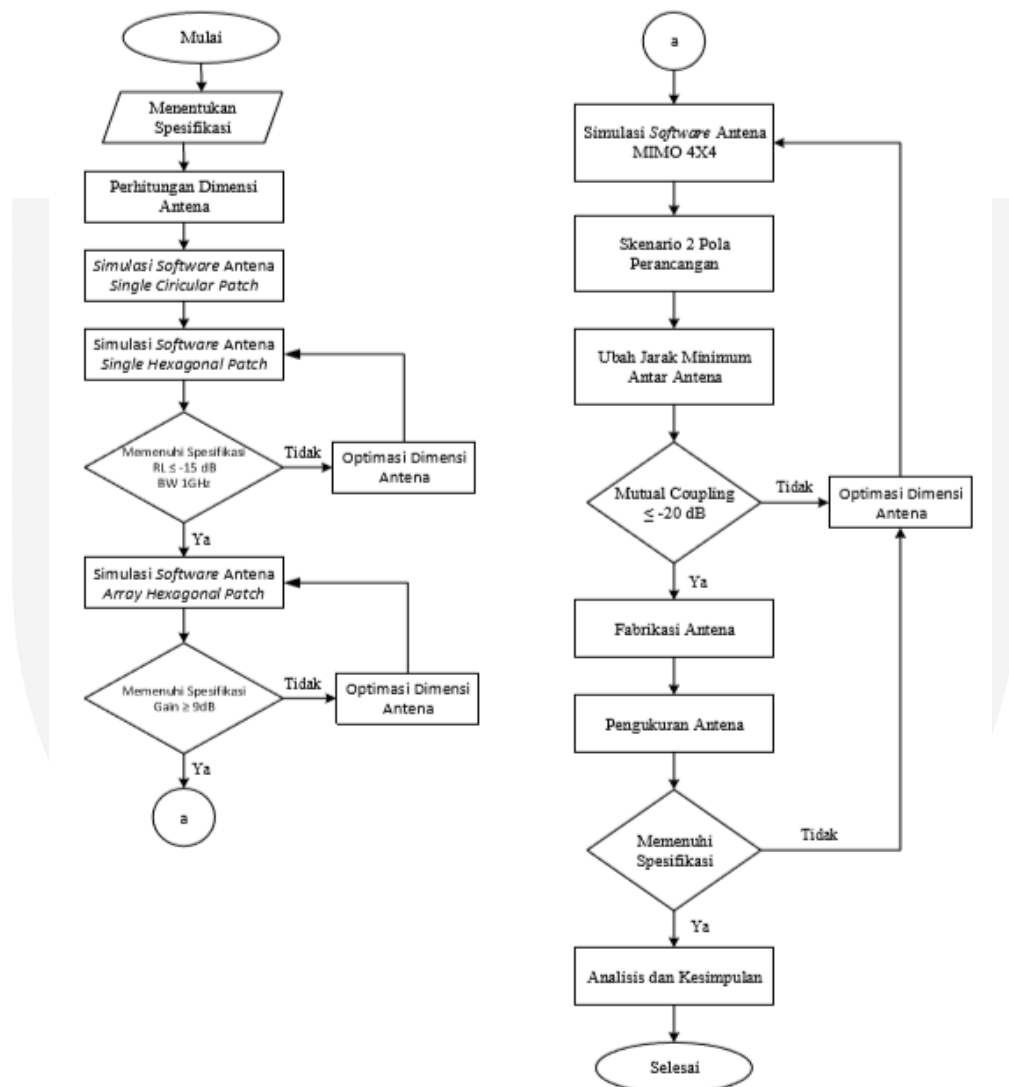 Mulai
Menentukan
Spesifikasi
Perhitungan Dimensi
Antena
Simulasi Software Antena
Single Ciricular Patch
Simulasi Software Antena
Single Hexagonal Patch
Memenuhi Spesifikasi
RL ≤ -15 dB
BW 1GHz
Tidak
Optimasi Dimensi
Antena
Ya
Simulasi Software Antena
Array Hexagonal Patch
Memenuhi Spesifikasi
Gain ≥ 9dB
Tidak
Optimasi Dimensi
Antena
Ya
a
a
Simulasi Software Antena
MIMO 4X4
Skenario 2 Pola
Perancangan
Ubah Jarak Minimum
Antar Antena
Mutual Coupling
≤ -20 dB
Tidak
Optimasi Dimensi
Antena
Ya
Fabrikasi Antena
Pengukuran Antena
Memenuhi
Spesifikasi
Tidak
Ya
Analisis dan Kesimpulan
Selesai